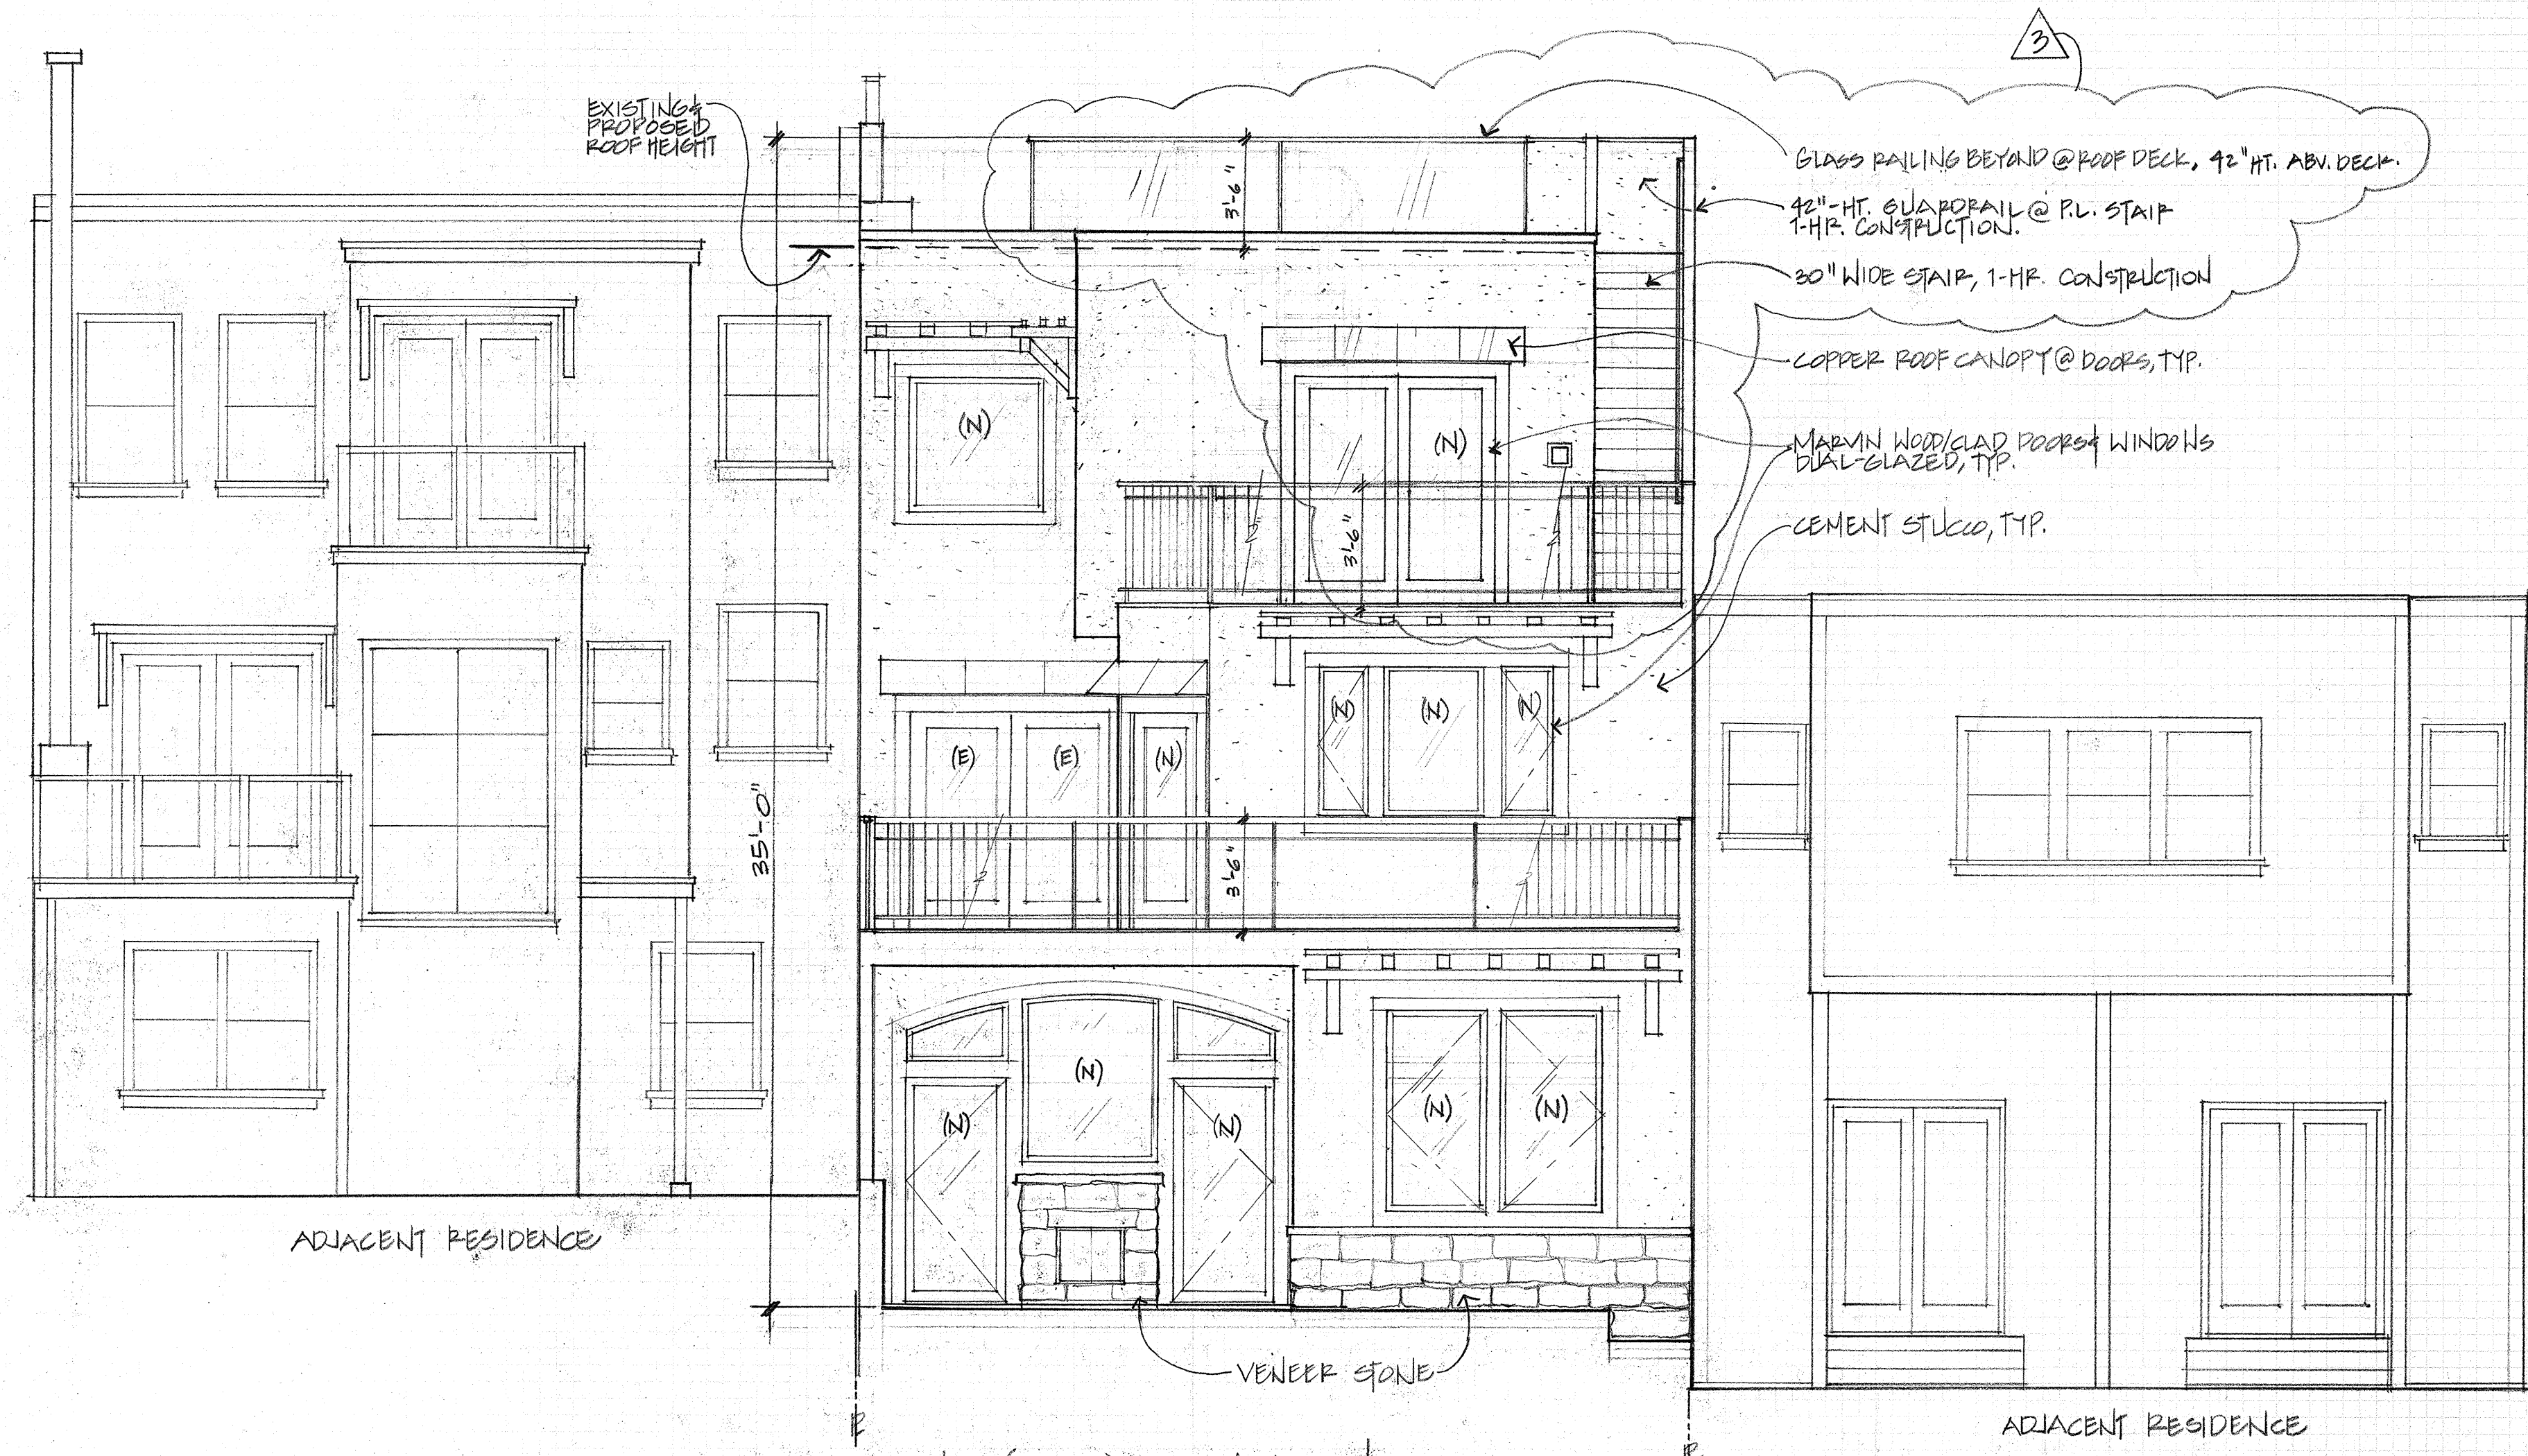 3
EXISTING &
PROPOSED
ROOF HEIGHT
GLASS RAILING BEYOND @ ROOF DECK, 42" HT. ABV. DECK.
3'-6"
42"-HT. GUARDRAIL @ P.L. STAIR
1-HR. CONSTRUCTION.
30" WIDE STAIR, 1-HR. CONSTRUCTION
COPPER ROOF CANOPY @ DOORS, TYP.
(N)
(N)
MARVIN WOOD/CLAD DOORS & WINDOWS
DUAL-GLAZED, TYP.
3'-6"
CEMENT STUCCO, TYP.
(N)
(N)
(N)
(E)
(E)
(N)
35'-0"
3'-6"
(N)
(N)
(N)
(N)
(N)
ADJACENT RESIDENCE
VENEER STONE
PL
PL
ADJACENT RESIDENCE